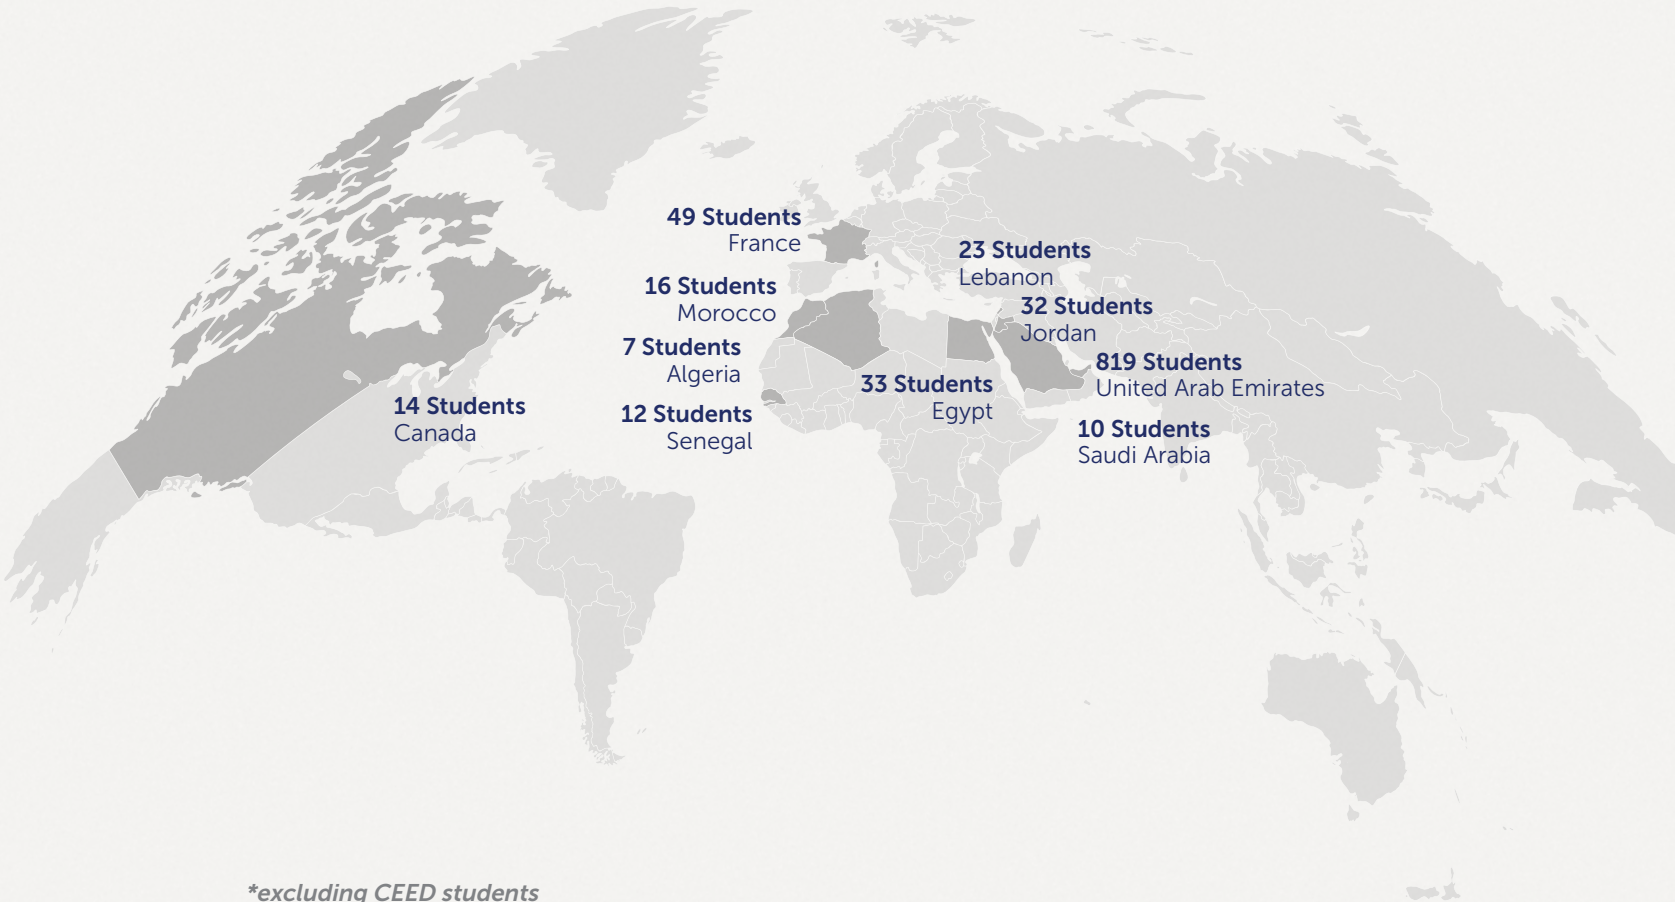 49 Students
France
23 Students
Lebanon
16 Students
Morocco
32 Students
Jordan
7 Students
Algeria
819 Students
United Arab Emirates
33 Students
Egypt
14 Students
Canada
12 Students
Senegal
10 Students
Saudi Arabia
*excluding CEED students